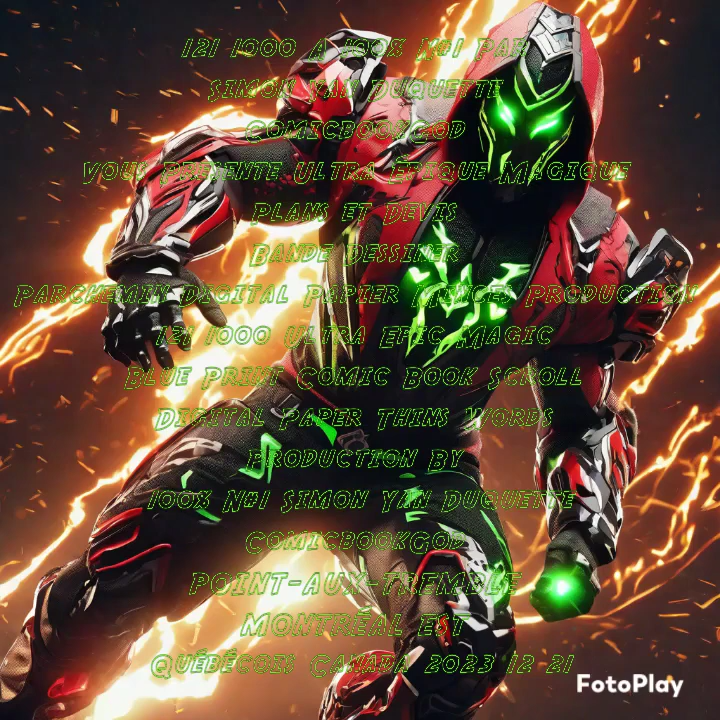 121 1000 A 100% N#1 PAR
SIMON YAN DUQUETTE
COMICBOOKGOD
VOUS PRESENTE ULTRA ÉPIQUE MAGIQUE
PLANS ET DEVIS
BANDE DESSINER
PARCHEMIN DIGITAL PAPIER MINCES PRODUCTION
121 1000 ULTRA EPIC MAGIC
BLUE PRINT COMIC BOOK SCROLL
DIGITAL PAPER THINS WORDS
PRODUCTION BY
100% N#1 SIMON YAN DUQUETTE
COMICBOOKGOD
POINT-AUX-TREMBLE
MONTRÉAL EST
QUÉBÉCOIS CANADA 2023 12 21
FotoPlay